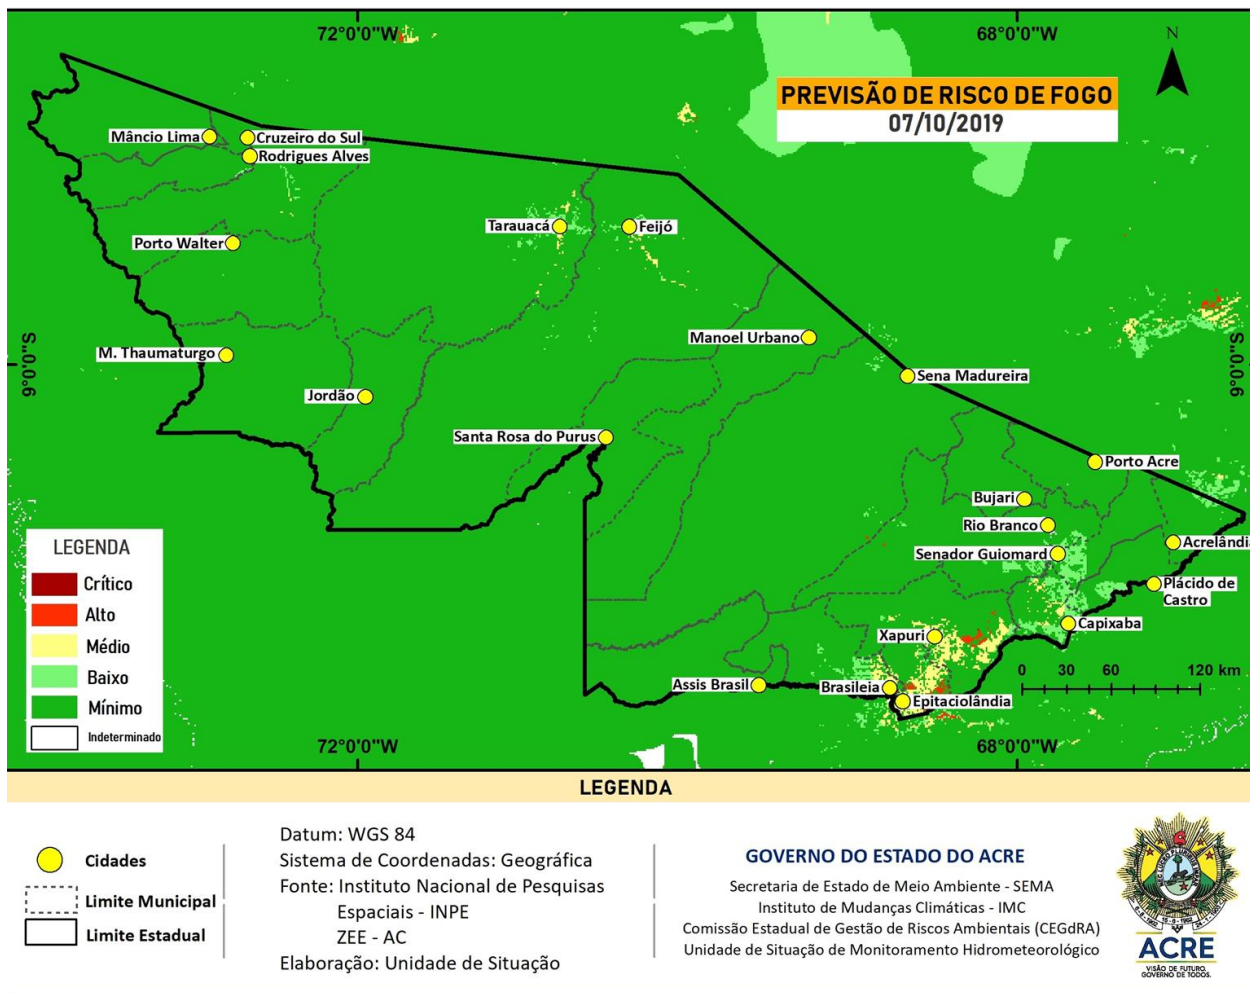 72°0'0"W
68°0'0"W
N
PREVISÃO DE RISCO DE FOGO
07/10/2019
Mâncio Lima
Cruzeiro do Sul
Rodrigues Alves
Tarauacá
Feijó
Porto Walter
Manoel Urbano
9°0'0"S
9°0'0"S
M. Thaumaturgo
Sena Madureira
Jordão
Santa Rosa do Purus
Porto Acre
Bujari
Rio Branco
Senador Guiomard
Acrelândia
Plácido de
Castro
Capixaba
Xapuri
Assis Brasil
Brasileia
Epitaciolândia
0 30 60 120 km
LEGENDA
Crítico
Alto
Médio
Baixo
Mínimo
Indeterminado
72°0'0"W
68°0'0"W
LEGENDA
Cidades
Limite Municipal
Limite Estadual
Datum: WGS 84
Sistema de Coordenadas: Geográfica
Fonte: Instituto Nacional de Pesquisas
Espaciais - INPE
ZEE - AC
Elaboração: Unidade de Situação
GOVERNO DO ESTADO DO ACRE
Secretaria de Estado de Meio Ambiente - SEMA
Instituto de Mudanças Climáticas - IMC
Comissão Estadual de Gestão de Riscos Ambientais (CEGdRA)
Unidade de Situação de Monitoramento Hidrometeorológico
ACRE
VISÃO DE FUTURO.
GOVERNO DE TODOS.